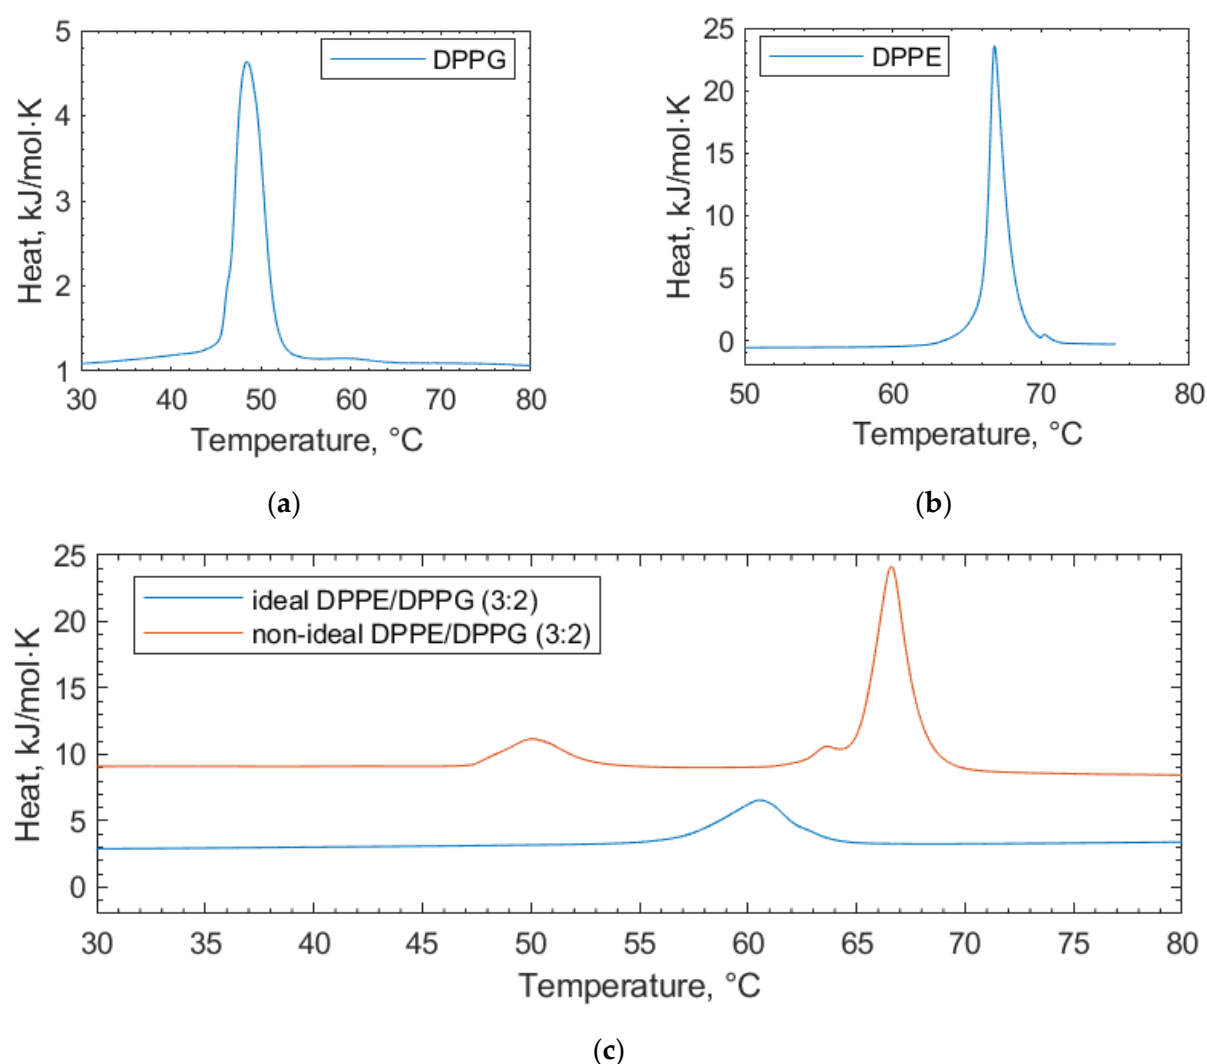 5
4
3
2
1
Heat, kJ/mol·K
DPPG
30 40 50 60 70 80
Temperature, °C
(a)
25
20
15
10
5
0
Heat, kJ/mol·K
DPPE
50 60 70 80
Temperature, °C
(b)
25
20
15
10
5
0
Heat, kJ/mol·K
ideal DPPE/DPPG (3:2)
non-ideal DPPE/DPPG (3:2)
30 35 40 45 50 55 60 65 70 75 80
Temperature, °C
(c)